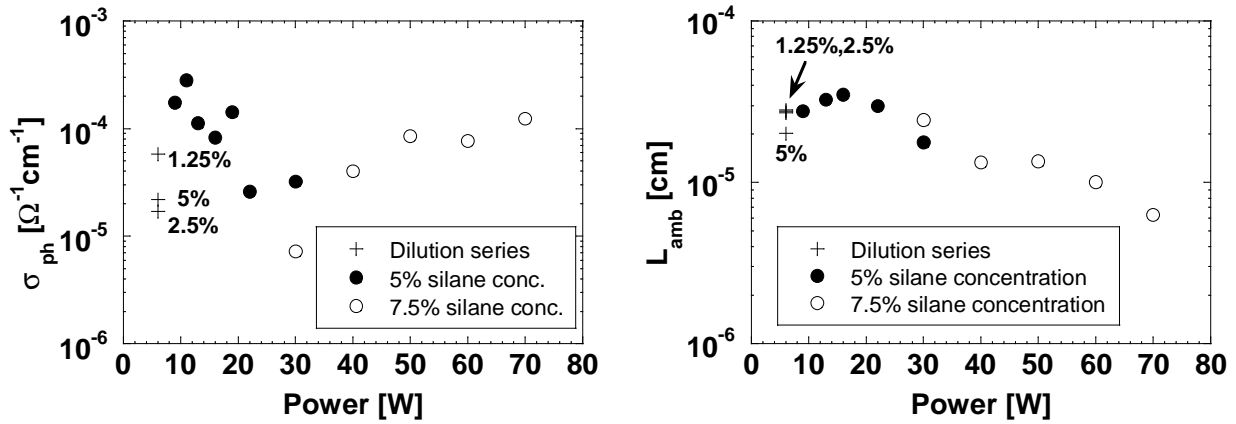 10⁻³
10⁻⁴
10⁻⁵
10⁻⁶
σ ph [Ω⁻¹cm⁻¹]
1.25%
5%
2.5%
Dilution series
5% silane conc.
7.5% silane conc.
0 10 20 30 40 50 60 70 80
Power [W]
10⁻⁴
10⁻⁵
10⁻⁶
L amb [cm]
1.25%,2.5%
5%
Dilution series
5% silane concentration
7.5% silane concentration
0 10 20 30 40 50 60 70 80
Power [W]